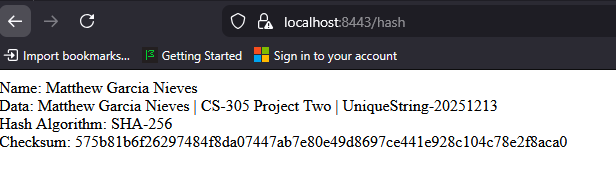 localhost:8443/hash
Import bookmarks... Getting Started Sign in to your account
Name: Matthew Garcia Nieves
Data: Matthew Garcia Nieves | CS-305 Project Two | UniqueString-20251213
Hash Algorithm: SHA-256
Checksum: 575b81b6f26297484f8da07447ab7e80e49d8697ce441e928c104c78e2f8aca0